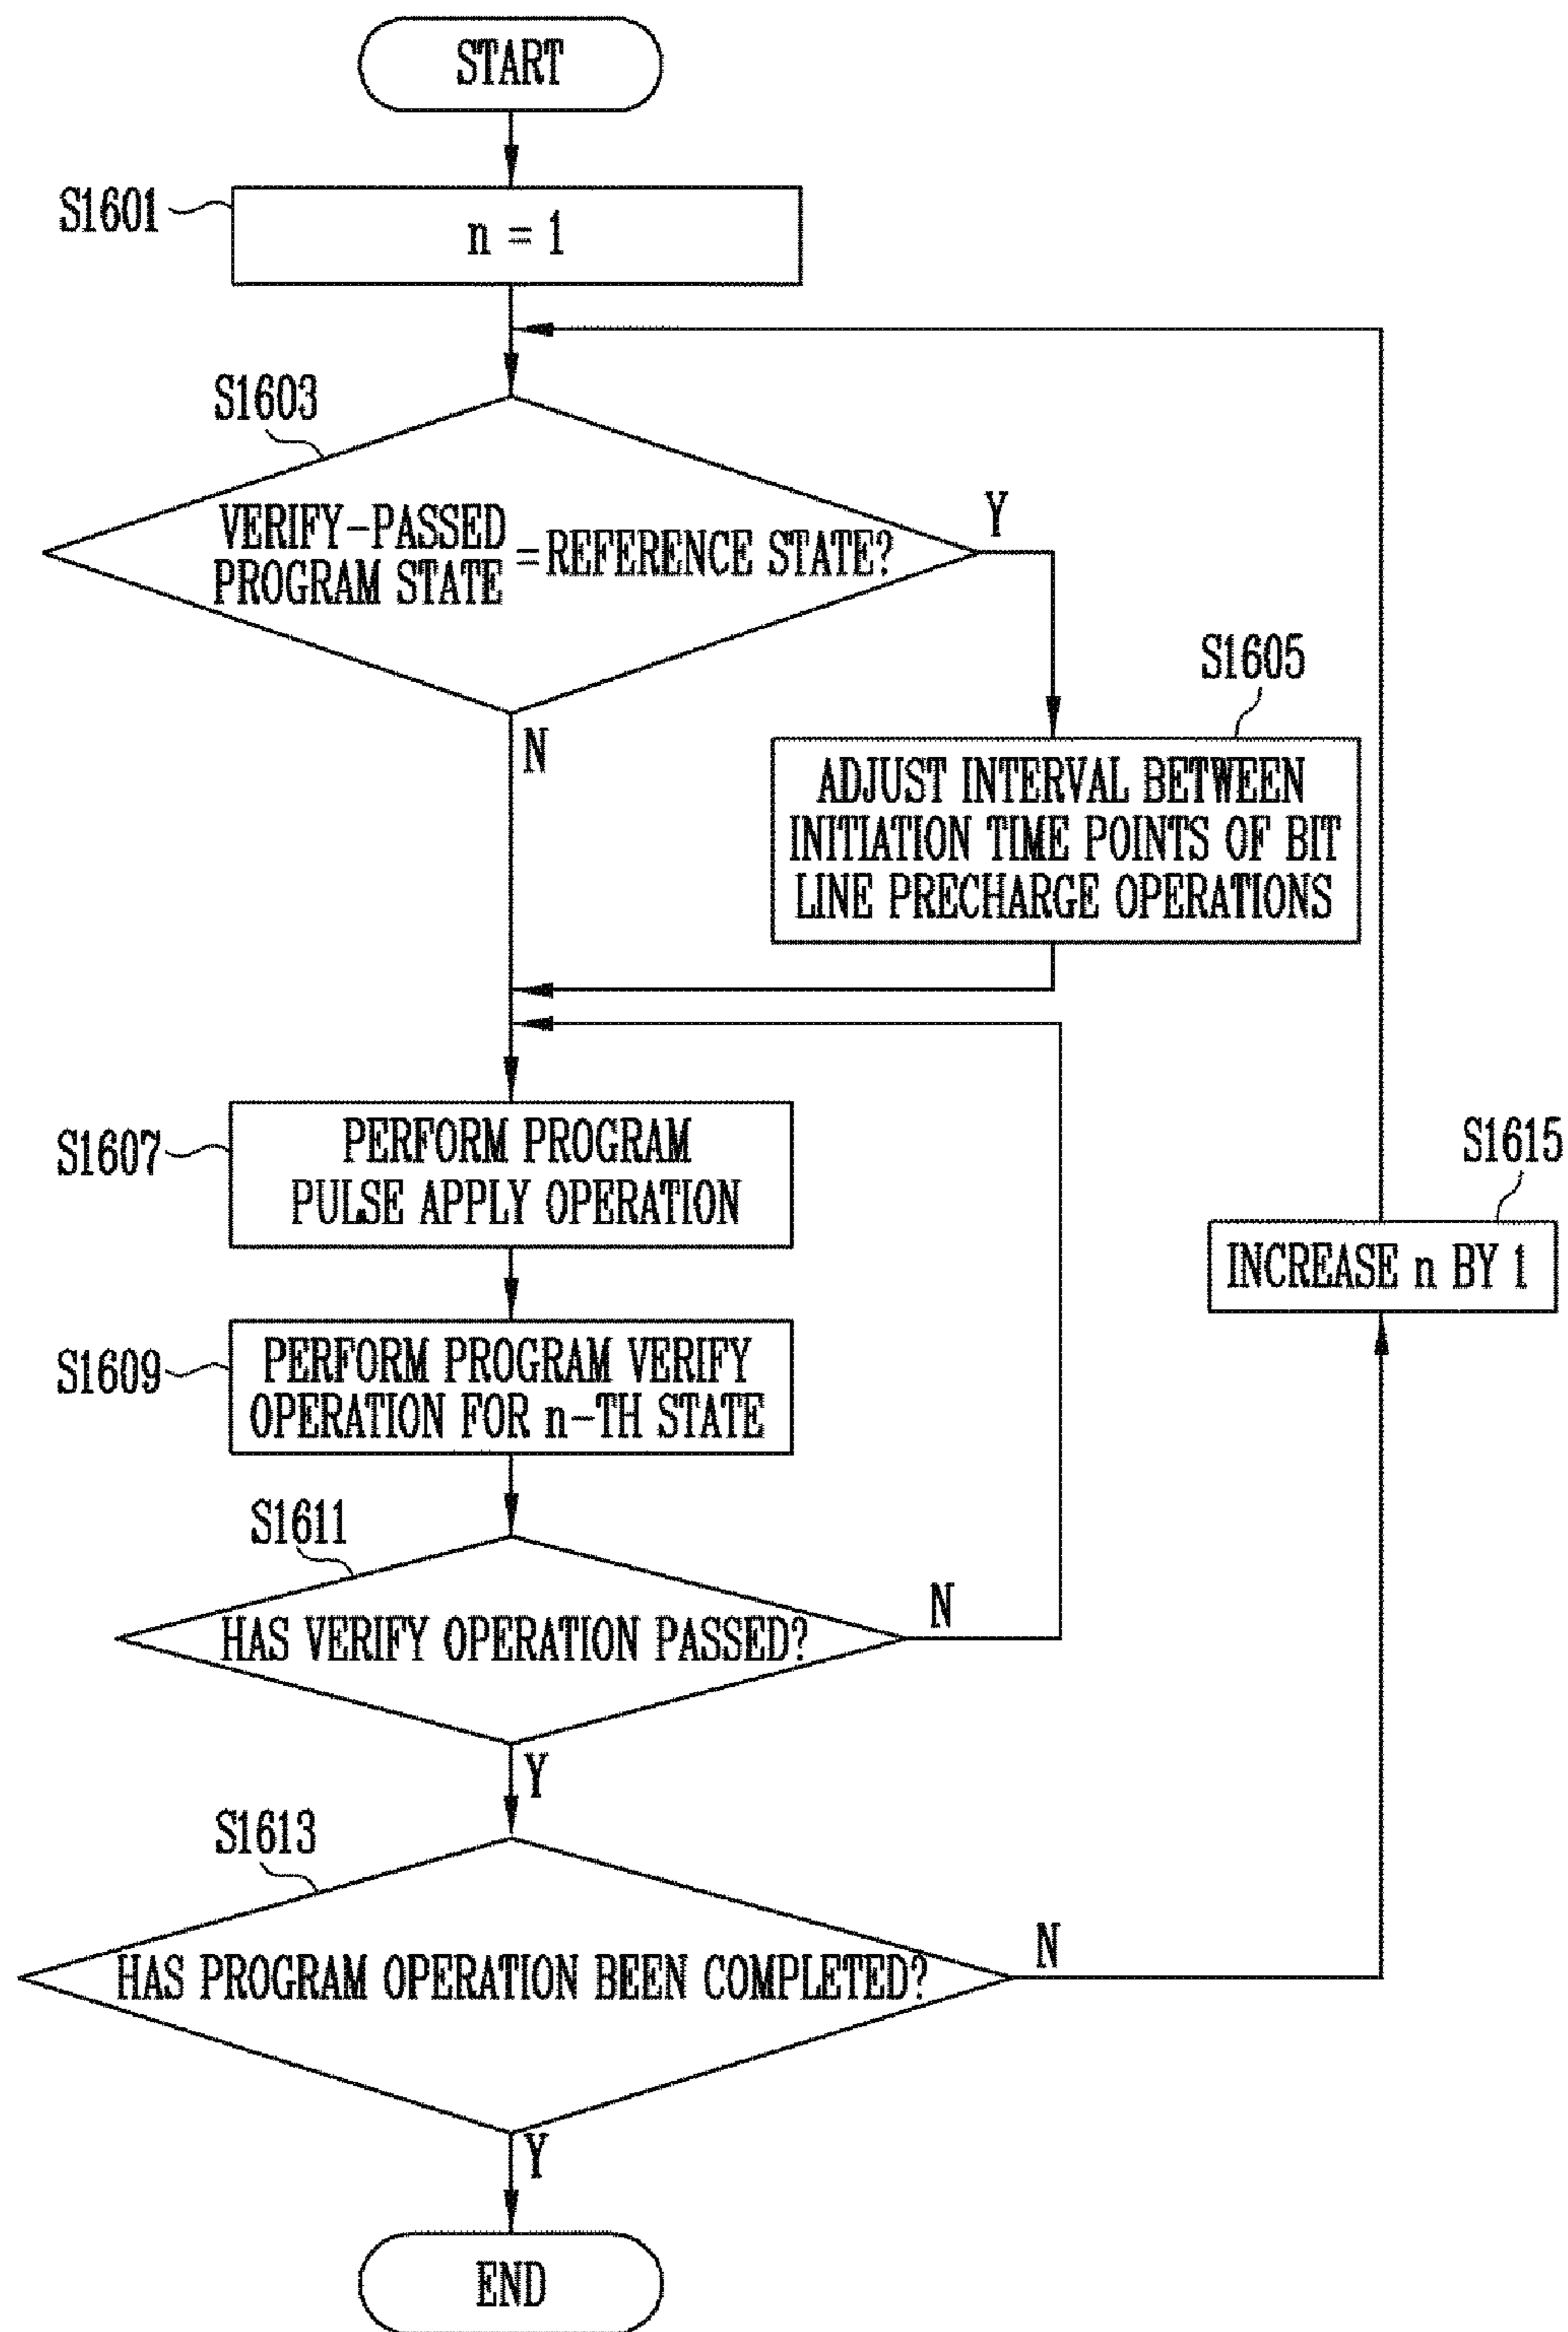 START
S1601
n = 1
S1603
VERIFY-PASSED
PROGRAM STATE
= REFERENCE STATE?
Y
N
S1605
ADJUST INTERVAL BETWEEN
INITIATION TIME POINTS OF BIT
LINE PRECHARGE OPERATIONS
S1607
PERFORM PROGRAM
PULSE APPLY OPERATION
S1615
INCREASE n BY 1
S1609
PERFORM PROGRAM VERIFY
OPERATION FOR n-TH STATE
S1611
HAS VERIFY OPERATION PASSED?
N
Y
S1613
HAS PROGRAM OPERATION BEEN COMPLETED?
N
Y
END